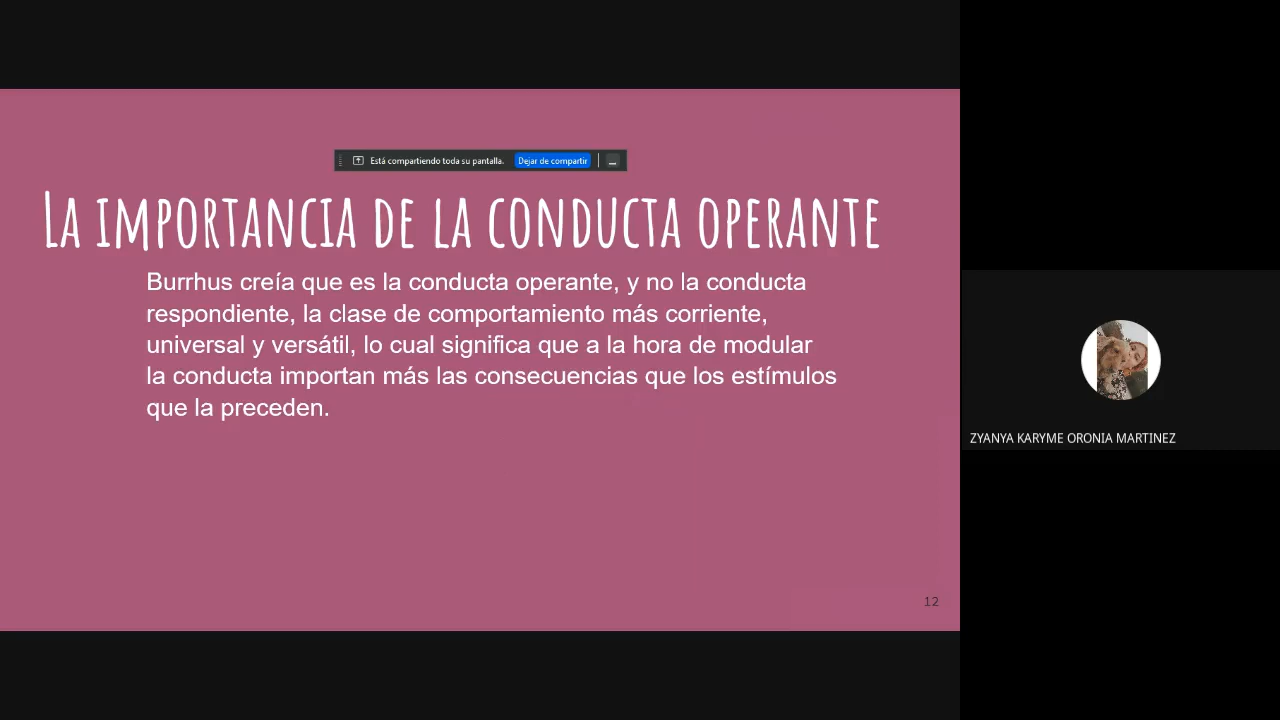 Está compartiendo toda su pantalla. Dejar de compartir
LA IMPORTANCIA DE LA CONDUCTA OPERANTE
Burrhus creía que es la conducta operante, y no la conducta
respondiente, la clase de comportamiento más corriente,
universal y versátil, lo cual significa que a la hora de modular
la conducta importan más las consecuencias que los estímulos
que la preceden.
ZYANYA KARYME ORONIA MARTINEZ
12